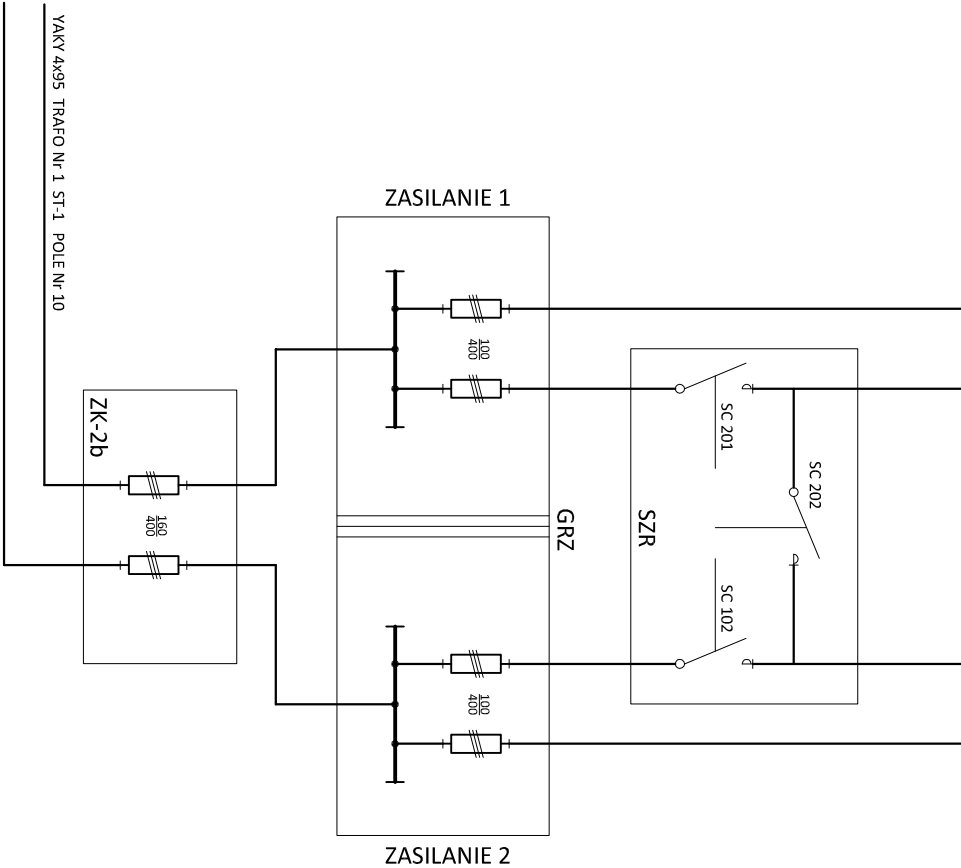 YAKY 4x95 TRAFO Nr 1 ST-1 POLE Nr 10
ZASILANIE 1
100
400
SC 201
SC 202
SZR
GRZ
ZK-2b
160
400
SC 102
100
400
ZASILANIE 2